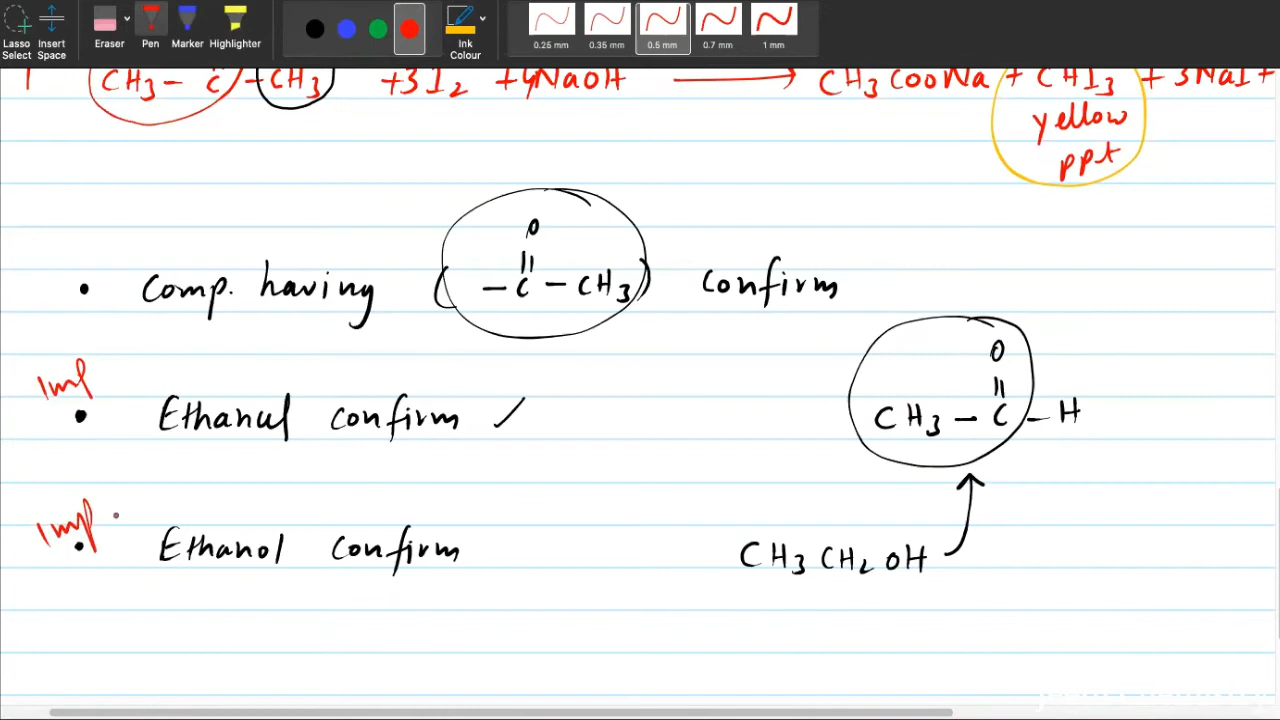 Lasso Select
Insert Space
Eraser
Pen
Marker
Highlighter
Ink Colour
0.25 mm
0.35 mm
0.5 mm
0.7 mm
1 mm
CH3 - C - CH3 + 3I2 + 4NaOH → CH3COONa + CHI3 + 3NaI +
yellow
ppt
O
||
• Comp. having ( - C - CH3 ) confirm
O
||
Imp
• Ethanal confirm ✓ CH3 - C - H
Imp
• Ethanol confirm CH3CH2OH